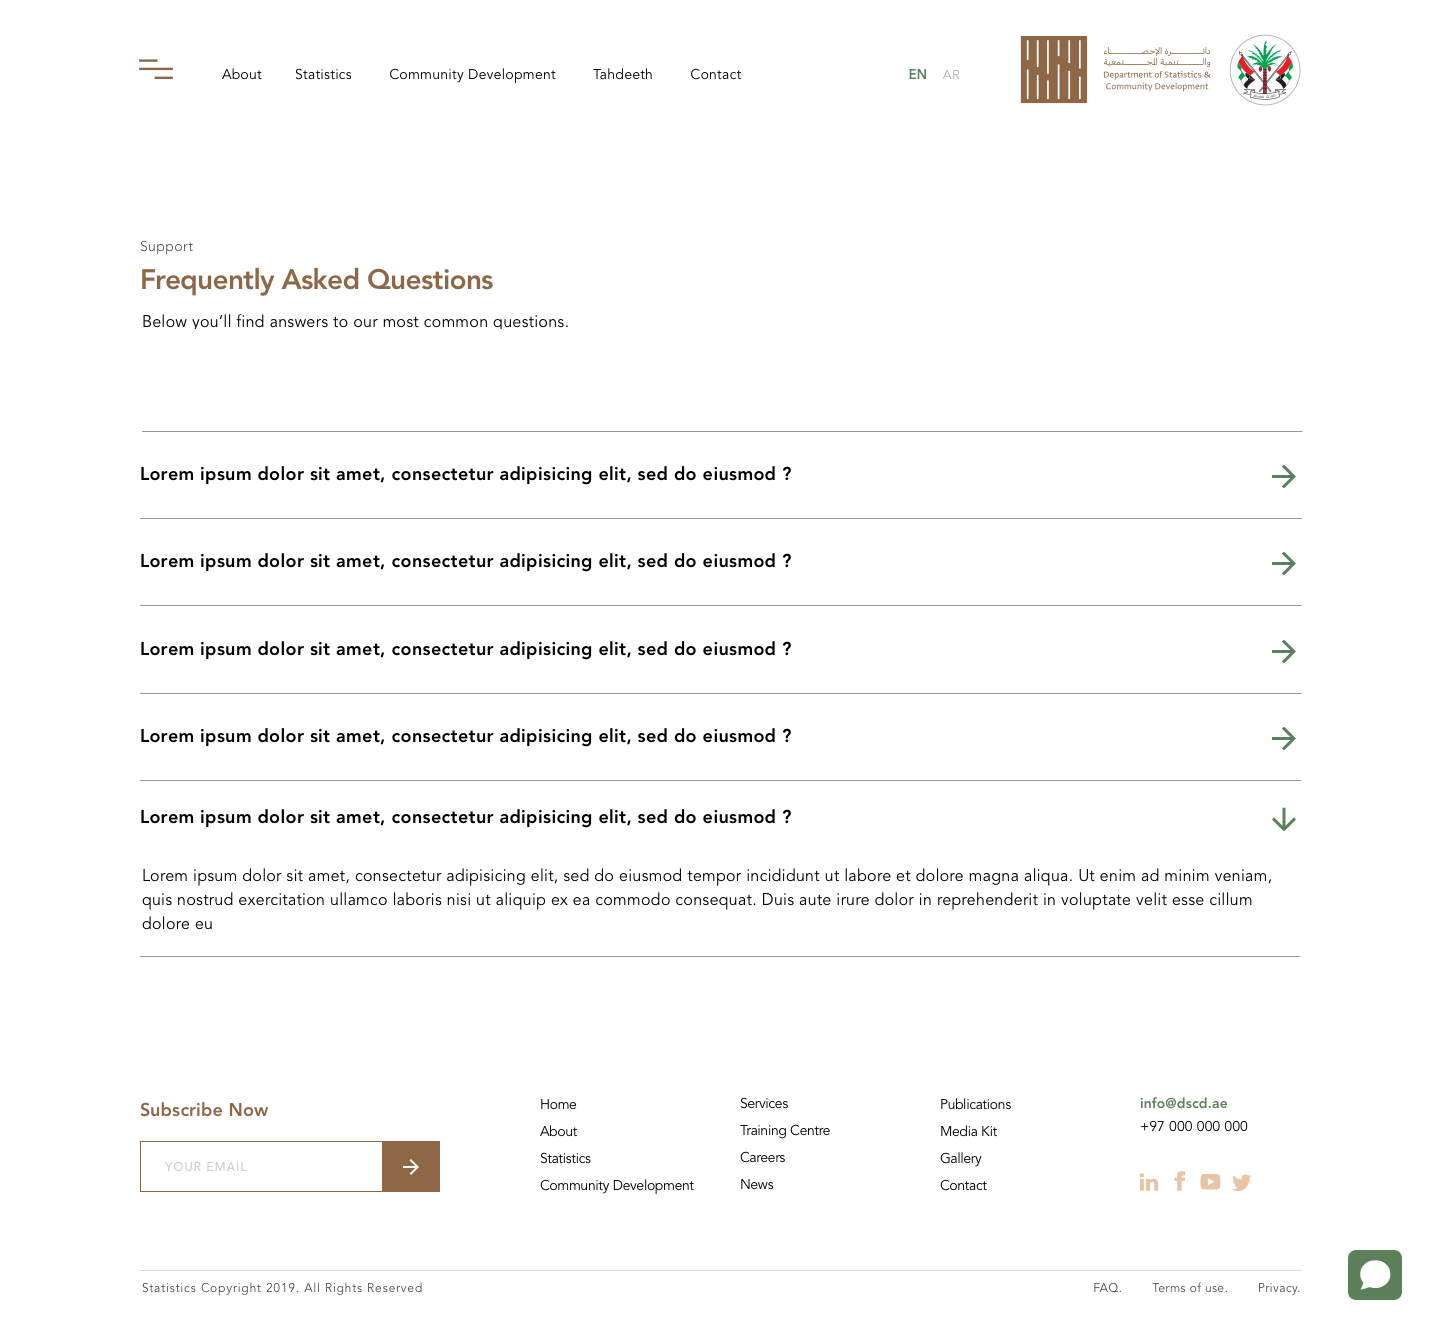 About Statistics Community Development Tahdeeth Contact EN AR
دائرة الإحصاء
والتنمية المجتمعية
Department of Statistics &
Community Development
Support
Frequently Asked Questions
Below you’ll find answers to our most common questions.
Lorem ipsum dolor sit amet, consectetur adipisicing elit, sed do eiusmod ?
Lorem ipsum dolor sit amet, consectetur adipisicing elit, sed do eiusmod ?
Lorem ipsum dolor sit amet, consectetur adipisicing elit, sed do eiusmod ?
Lorem ipsum dolor sit amet, consectetur adipisicing elit, sed do eiusmod ?
Lorem ipsum dolor sit amet, consectetur adipisicing elit, sed do eiusmod ?
Lorem ipsum dolor sit amet, consectetur adipisicing elit, sed do eiusmod tempor incididunt ut labore et dolore magna aliqua. Ut enim ad minim veniam,
quis nostrud exercitation ullamco laboris nisi ut aliquip ex ea commodo consequat. Duis aute irure dolor in reprehenderit in voluptate velit esse cillum
dolore eu
Subscribe Now
YOUR EMAIL
Home
About
Statistics
Community Development
Services
Training Centre
Careers
News
Publications
Media Kit
Gallery
Contact
info@dscd.ae
+97 000 000 000
Statistics Copyright 2019. All Rights Reserved
FAQ. Terms of use. Privacy.